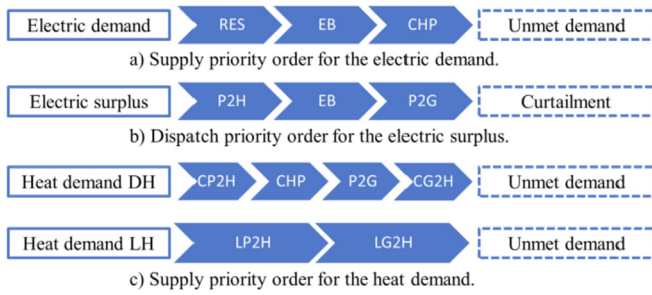 Electric demand RES EB CHP Unmet demand
a) Supply priority order for the electric demand.
Electric surplus P2H EB P2G Curtailment
b) Dispatch priority order for the electric surplus.
Heat demand DH CP2H CHP P2G CG2H Unmet demand
Heat demand LH LP2H LG2H Unmet demand
c) Supply priority order for the heat demand.